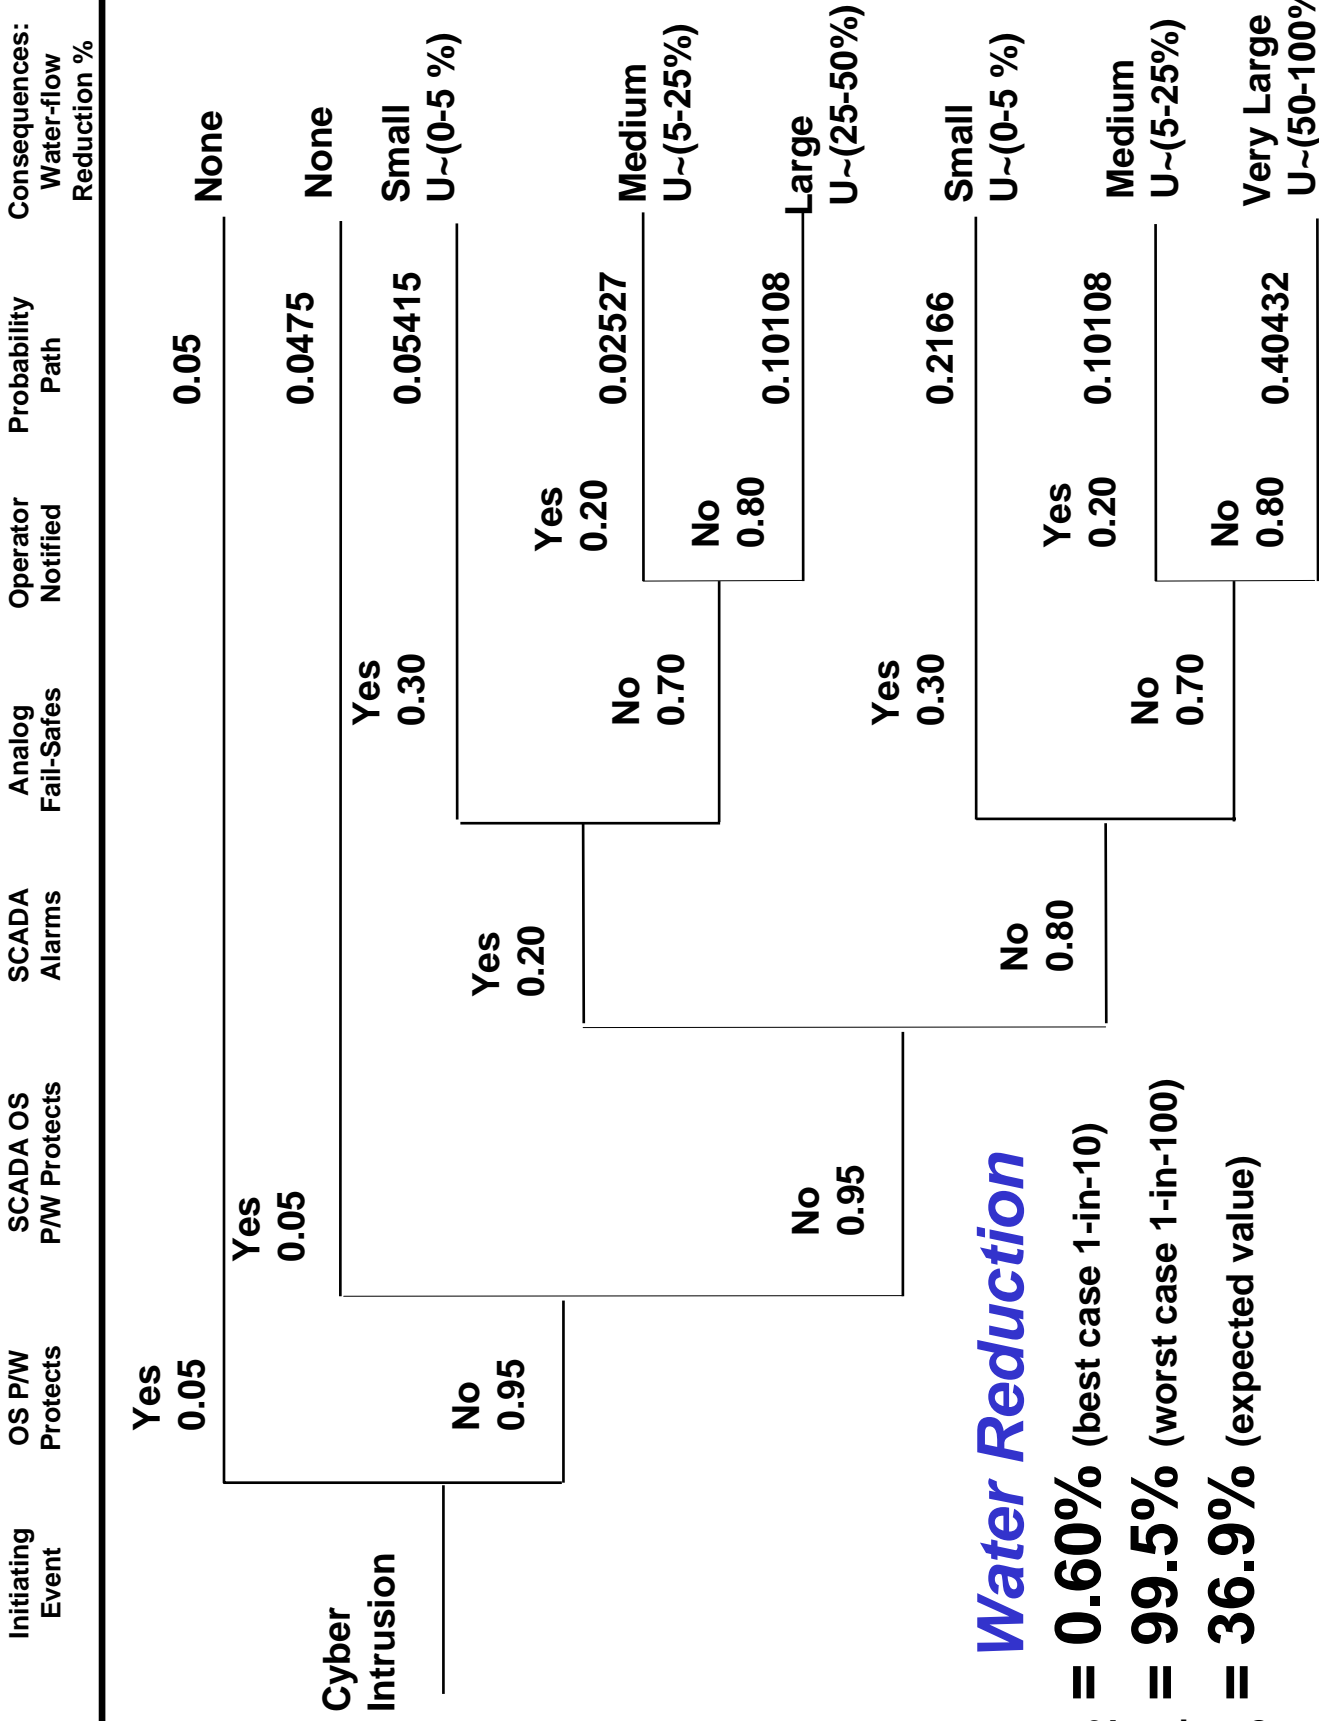 Initiating
Event
OS P/W
Protects
SCADA OS
P/W Protects
SCADA
Alarms
Analog
Fail-Safes
Operator
Notified
Probability
Path
Consequences:
Water-flow
Reduction %
Cyber
Intrusion
Yes
0.05
0.05
None
No
0.95
Yes
0.05
0.0475
None
No
0.95
Yes
0.20
Yes
0.30
0.05415
Small
U~(0-5 %)
No
0.70
Yes
0.20
0.02527
Medium
U~(5-25%)
No
0.80
0.10108
Large
U~(25-50%)
No
0.80
Yes
0.30
0.2166
Small
U~(0-5 %)
No
0.70
Yes
0.20
0.10108
Medium
U~(5-25%)
No
0.80
0.40432
Very Large
U~(50-100%
Water Reduction
= 0.60% (best case 1-in-10)
= 99.5% (worst case 1-in-100)
= 36.9% (expected value)